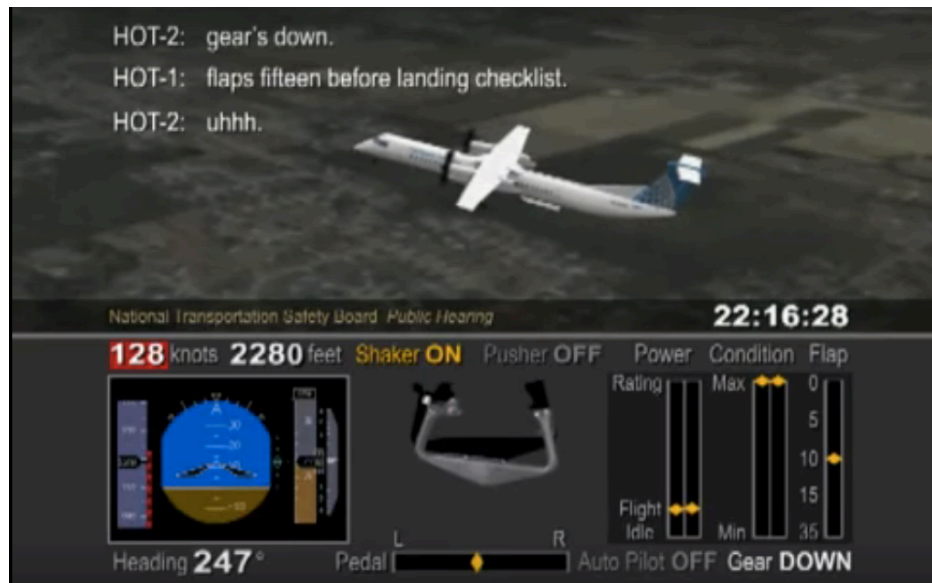 HOT-2: gear's down.
HOT-1: flaps fifteen before landing checklist.
HOT-2: uhhh.
National Transportation Safety Board Public Hearing
22:16:28
128 knots 2280 feet Shaker ON Pusher OFF Power Condition Flap
Rating Max 0
5
10
15
Flight
Idle Min 35
L R
Heading 247° Pedal Auto Pilot OFF Gear DOWN